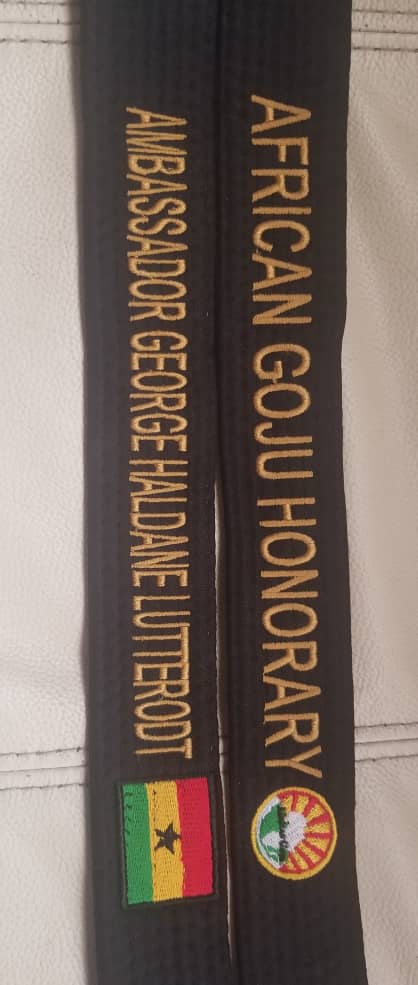 AFRICAN GOJU HONORARY
AMBASSADOR GEORGE HALDANE LUTTERODT